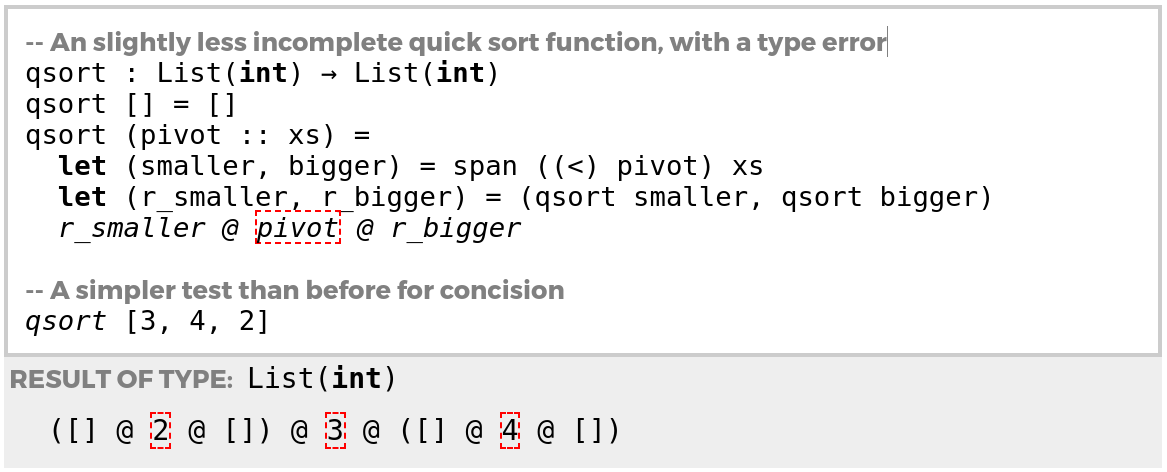 -- An slightly less incomplete quick sort function, with a type error
qsort : List(int) → List(int)
qsort [] = []
qsort (pivot :: xs) =
  let (smaller, bigger) = span ((<) pivot) xs
  let (r_smaller, r_bigger) = (qsort smaller, qsort bigger)
  r_smaller @ pivot @ r_bigger
-- A simpler test than before for concision
qsort [3, 4, 2]
RESULT OF TYPE: List(int)
([] @ 2 @ []) @ 3 @ ([] @ 4 @ [])